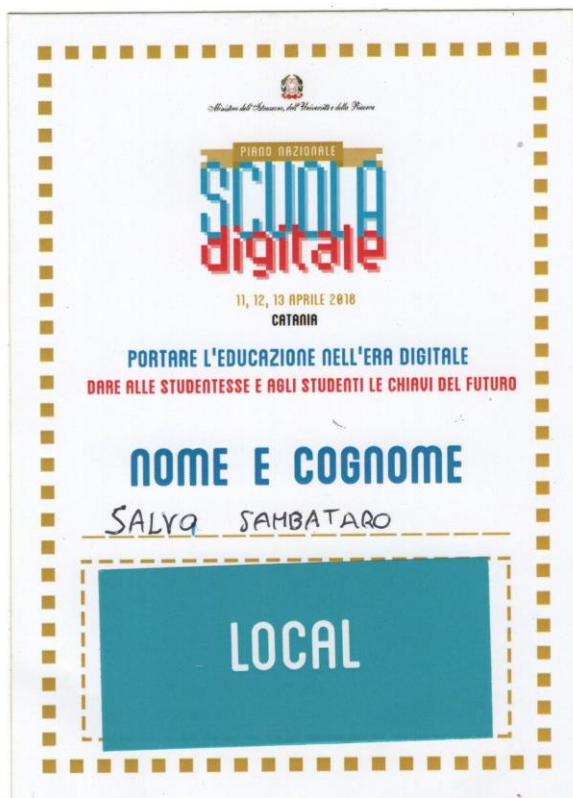 Ministero dell'Istruzione, dell'Università e della Ricerca
PIANO NAZIONALE
SCUOLA
digitale
11, 12, 13 APRILE 2018
CATANIA
PORTARE L'EDUCAZIONE NELL'ERA DIGITALE
DARE ALLE STUDENTESSE E AGLI STUDENTI LE CHIAVI DEL FUTURO
NOME E COGNOME
SALVO SAMBATARO
LOCAL